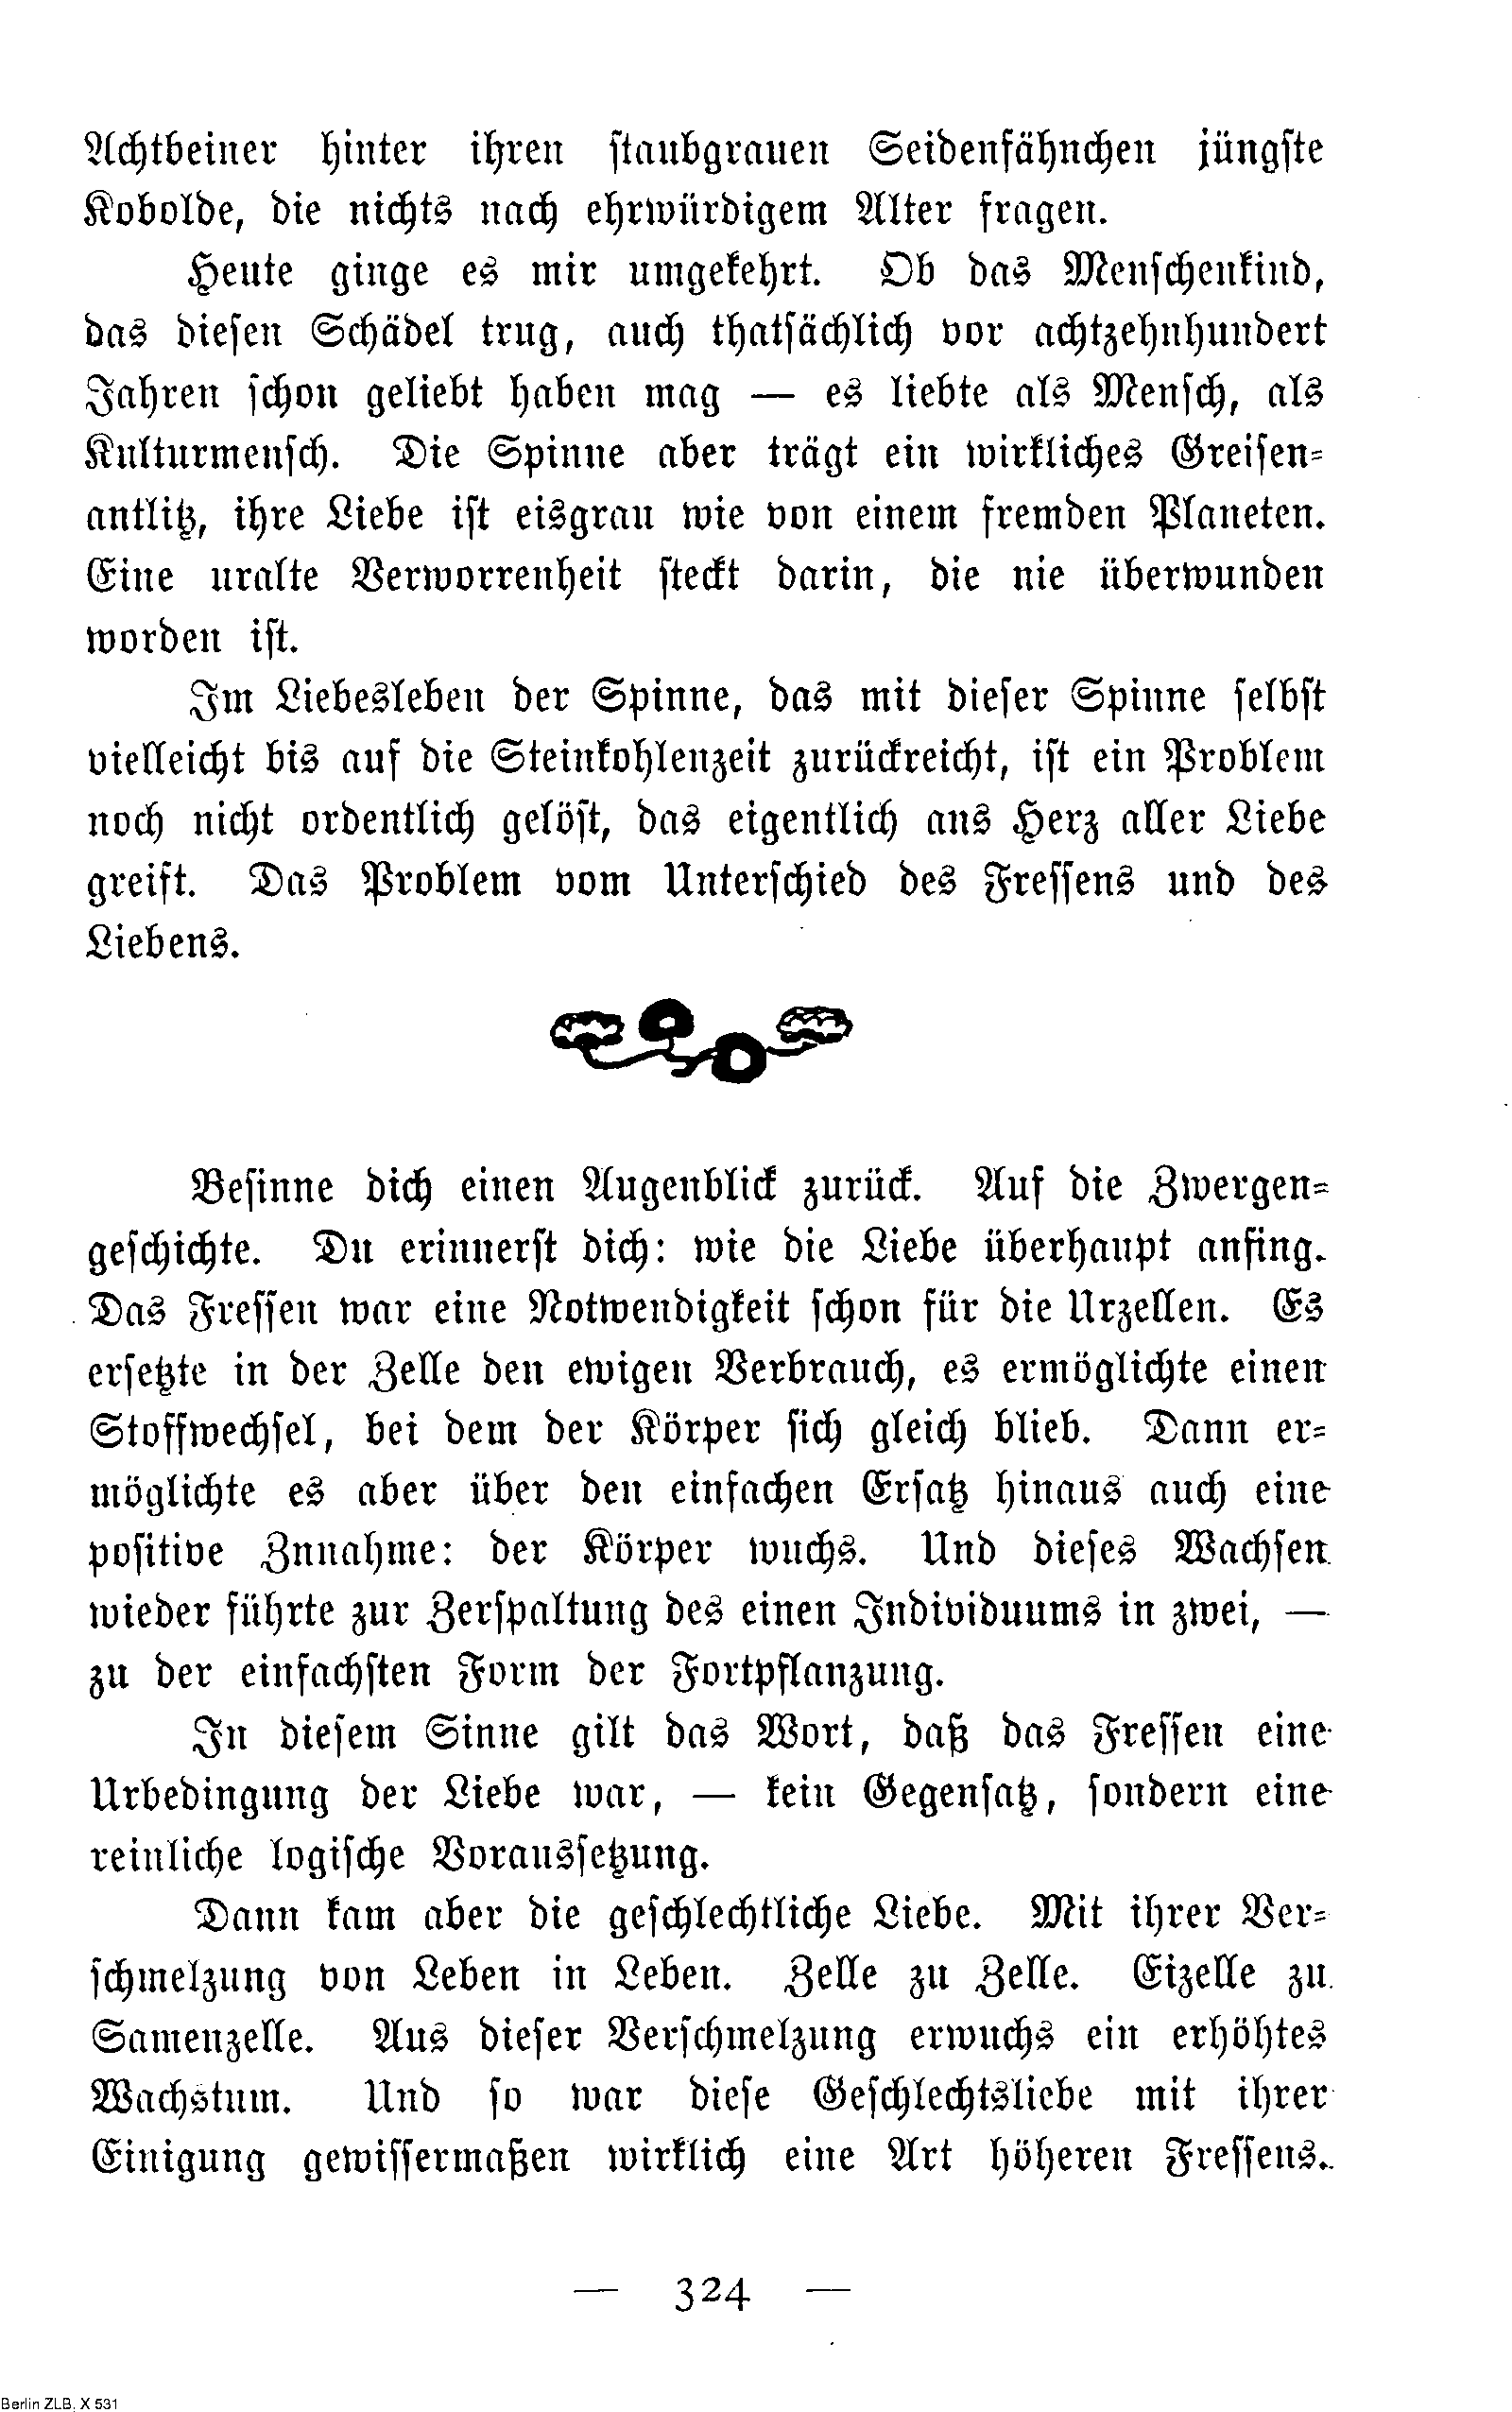 Achtbeiner hinter ihren ſtaubgrauen Seidenfähnchen jüngſte
Kobolde, die nichts nach ehrwürdigem Alter fragen.
Heute ginge es mir umgekehrt. Ob das Menſchenkind,
das dieſen Schädel trug, auch thatſächlich vor achtzehnhundert
Jahren ſchon geliebt haben mag — es liebte als Menſch, als
Kulturmenſch. Die Spinne aber trägt ein wirkliches Greiſen-
antlitz, ihre Liebe iſt eisgrau wie von einem fremden Planeten.
Eine uralte Verworrenheit ſteckt darin, die nie überwunden
worden iſt.
Im Liebesleben der Spinne, das mit dieſer Spinne ſelbſt
vielleicht bis auf die Steinkohlenzeit zurückreicht, iſt ein Problem
noch nicht ordentlich gelöſt, das eigentlich ans Herz aller Liebe
greift. Das Problem vom Unterſchied des Freſſens und des
Liebens.
Beſinne dich einen Augenblick zurück. Auf die Zwergen-
geſchichte. Du erinnerſt dich: wie die Liebe überhaupt anfing.
Das Freſſen war eine Notwendigkeit ſchon für die Urzellen. Es
erſetzte in der Zelle den ewigen Verbrauch, es ermöglichte einen
Stoffwechſel, bei dem der Körper ſich gleich blieb. Dann er-
möglichte es aber über den einfachen Erſatz hinaus auch eine
poſitive Znnahme: der Körper wuchs. Und dieſes Wachſen
wieder führte zur Zerſpaltung des einen Individuums in zwei, —
zu der einfachſten Form der Fortpflanzung.
In dieſem Sinne gilt das Wort, daß das Freſſen eine
Urbedingung der Liebe war, — kein Gegenſatz, ſondern eine
reinliche logiſche Vorausſetzung.
Dann kam aber die geſchlechtliche Liebe. Mit ihrer Ver-
ſchmelzung von Leben in Leben. Zelle zu Zelle. Eizelle zu
Samenzelle. Aus dieſer Verſchmelzung erwuchs ein erhöhtes
Wachstum. Und ſo war dieſe Geſchlechtsliebe mit ihrer
Einigung gewiſſermaßen wirklich eine Art höheren Freſſens.
— 324 —
Berlin ZLB, X 531